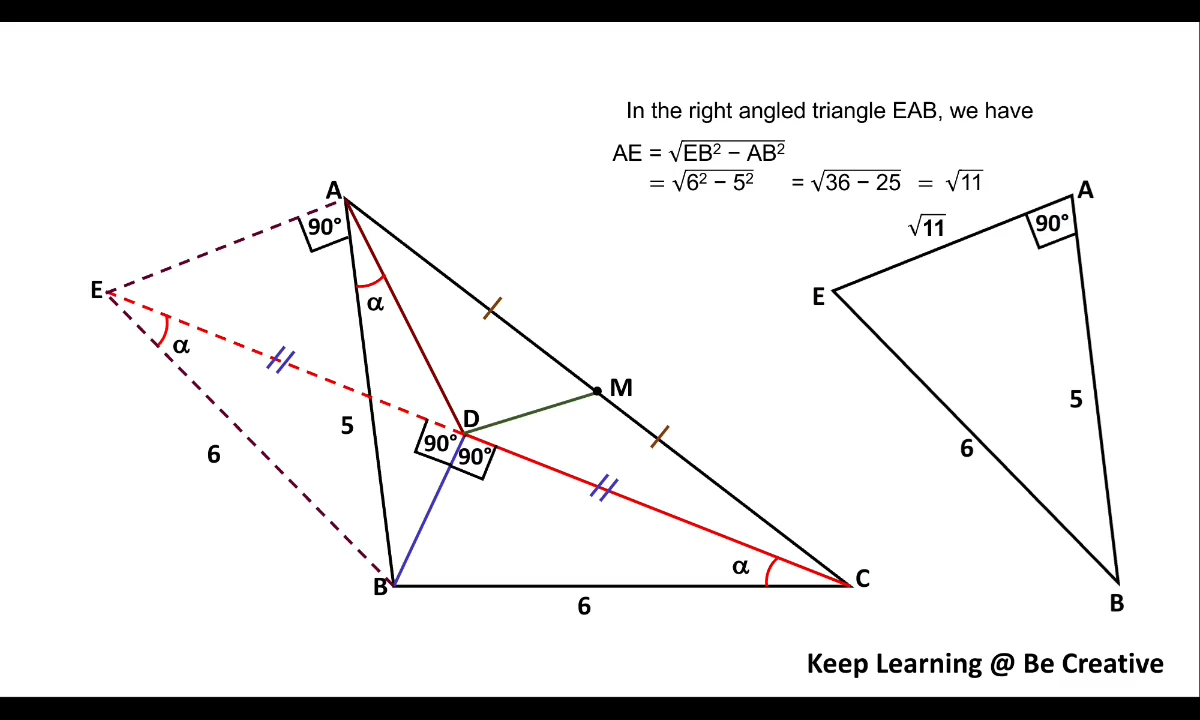 In the right angled triangle EAB, we have
AE = √EB² − AB²
= √6² − 5² = √36 − 25 = √11
A
90°
α
E
α
5
6
D
90°
90°
M
α
B
C
6
√11
A
90°
E
5
6
B
Keep Learning @ Be Creative